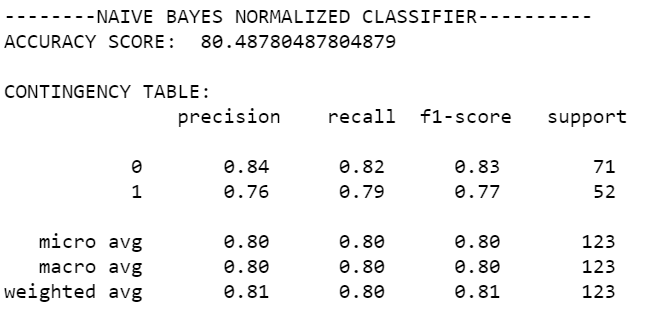 --------NAIVE BAYES NORMALIZED CLASSIFIER----------
ACCURACY SCORE:  80.48780487804879
CONTINGENCY TABLE:
precision recall f1-score support
0 0.84 0.82 0.83 71
1 0.76 0.79 0.77 52
micro avg 0.80 0.80 0.80 123
macro avg 0.80 0.80 0.80 123
weighted avg 0.81 0.80 0.81 123